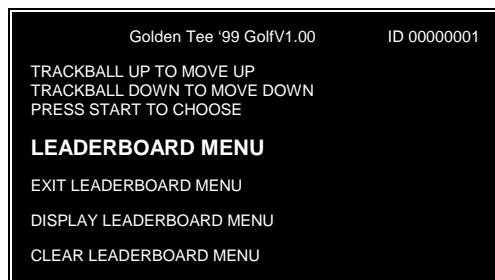 Golden Tee '99 GolfV1.00 ID 00000001
TRACKBALL UP TO MOVE UP
TRACKBALL DOWN TO MOVE DOWN
PRESS START TO CHOOSE
LEADERBOARD MENU
EXIT LEADERBOARD MENU
DISPLAY LEADERBOARD MENU
CLEAR LEADERBOARD MENU